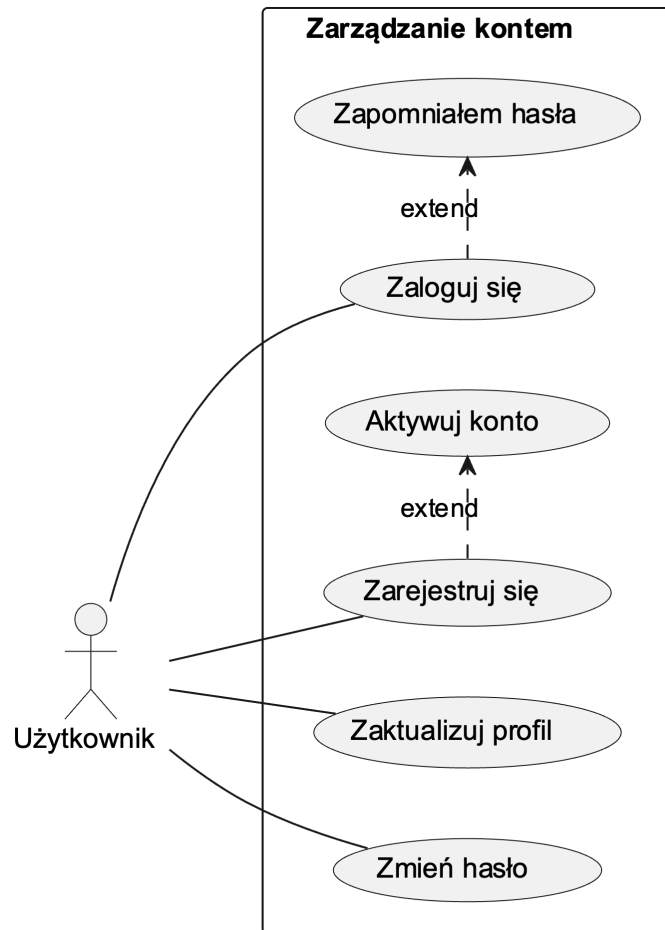 Zarządzanie kontem
Zapomniałem hasła
extend
Zaloguj się
Aktywuj konto
extend
Zarejestruj się
Zaktualizuj profil
Użytkownik
Zmień hasło